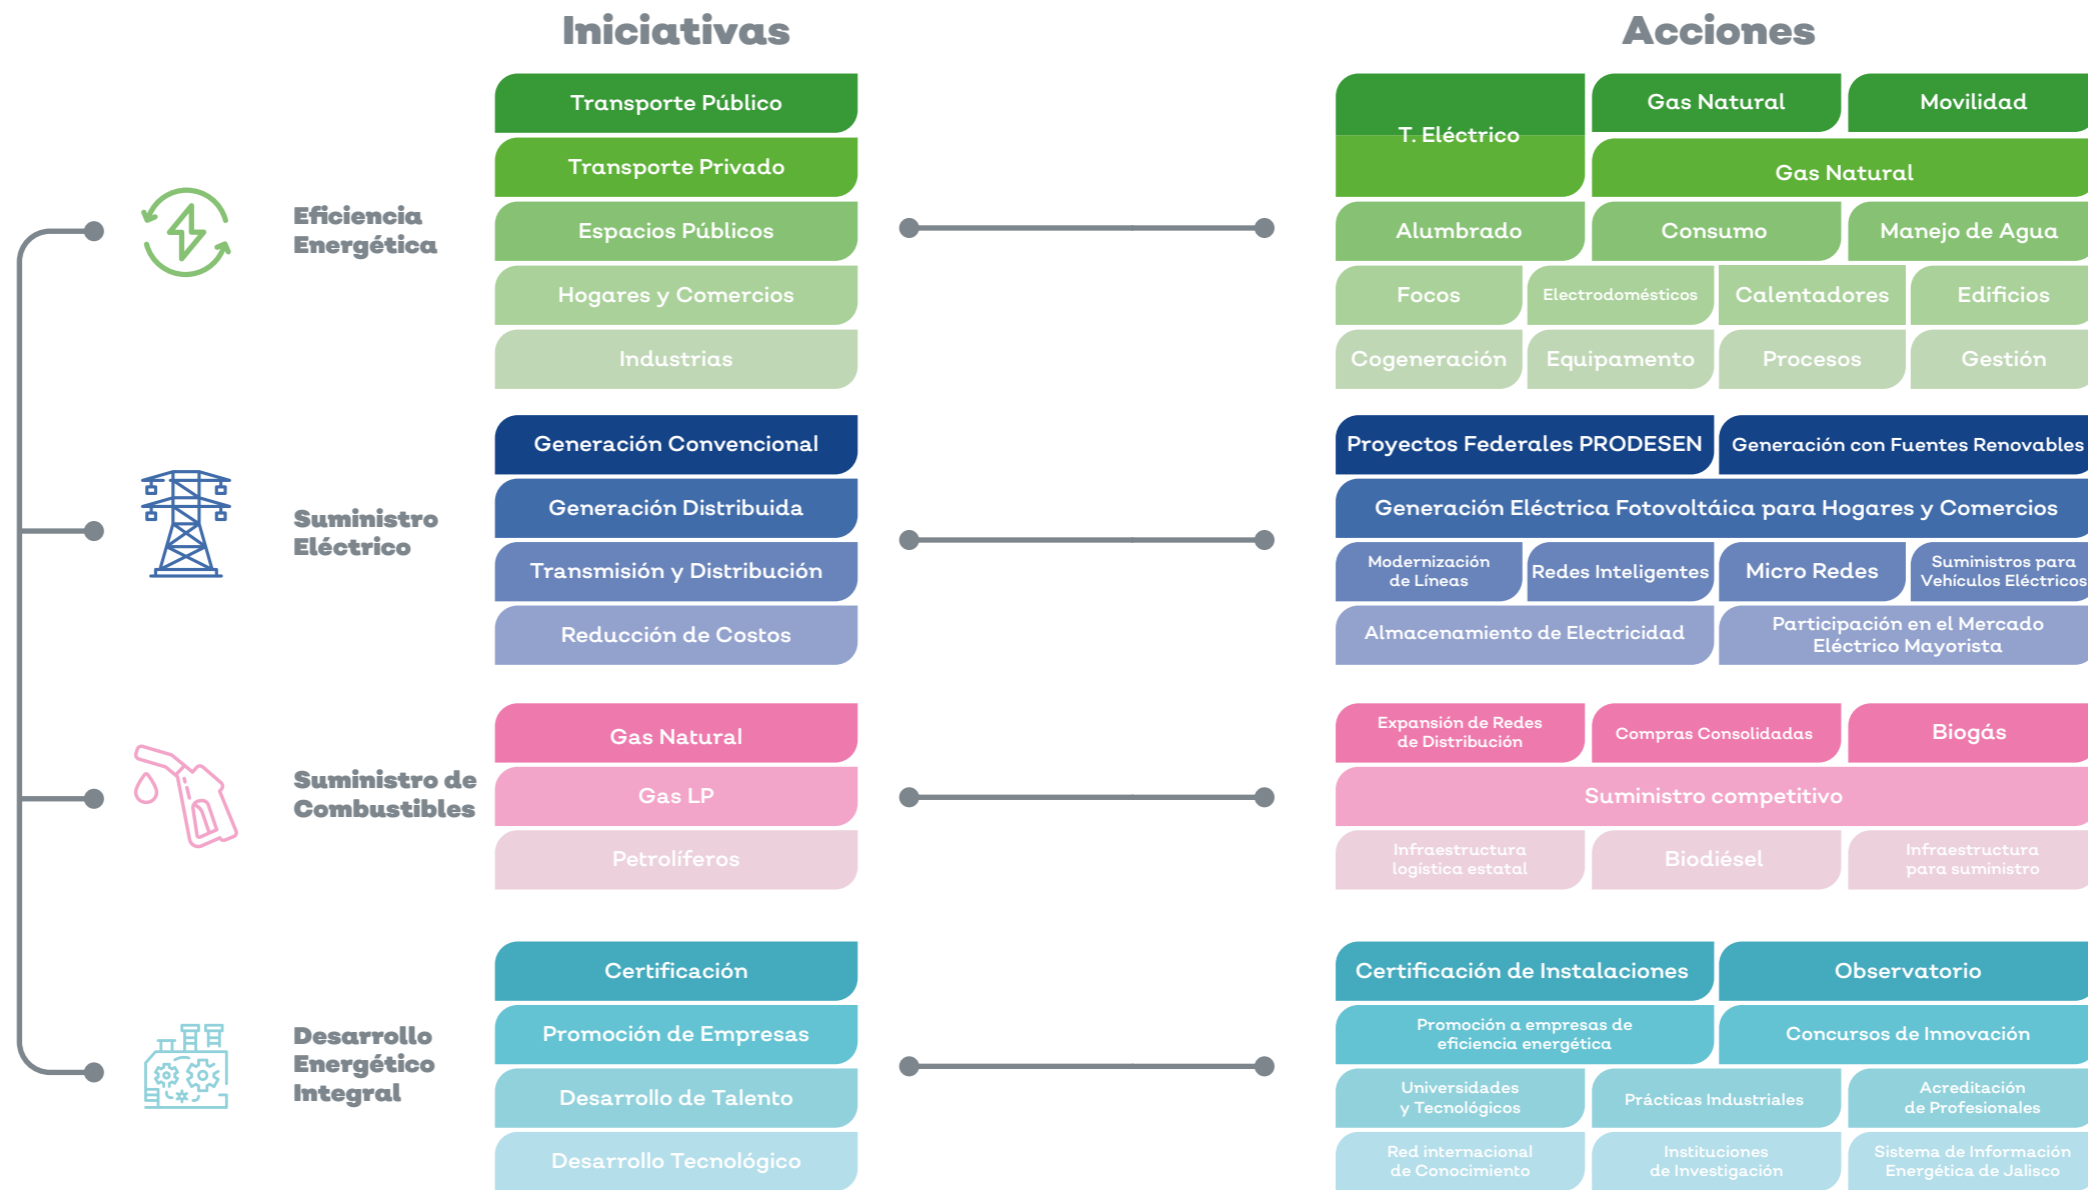 Iniciativas
Acciones
Eficiencia
Energética
Transporte Público
Transporte Privado
Espacios Públicos
Hogares y Comercios
Industrias
T. Eléctrico
Gas Natural
Movilidad
Gas Natural
Alumbrado
Consumo
Manejo de Agua
Focos
Electrodomésticos
Calentadores
Edificios
Cogeneración
Equipamento
Procesos
Gestión
Suministro
Eléctrico
Generación Convencional
Generación Distribuida
Transmisión y Distribución
Reducción de Costos
Proyectos Federales PRODESEN
Generación con Fuentes Renovables
Generación Eléctrica Fotovoltáica para Hogares y Comercios
Modernización
de Líneas
Redes Inteligentes
Micro Redes
Suministros para
Vehículos Eléctricos
Almacenamiento de Electricidad
Participación en el Mercado
Eléctrico Mayorista
Suministro de
Combustibles
Gas Natural
Gas LP
Petrolíferos
Expansión de Redes
de Distribución
Compras Consolidadas
Biogás
Suministro competitivo
Infraestructura
logística estatal
Biodiésel
Infraestructura
para suministro
Desarrollo
Energético
Integral
Certificación
Promoción de Empresas
Desarrollo de Talento
Desarrollo Tecnológico
Certificación de Instalaciones
Observatorio
Promoción a empresas de
eficiencia energética
Concursos de Innovación
Universidades
y Tecnológicos
Prácticas Industriales
Acreditación
de Profesionales
Red internacional
de Conocimiento
Instituciones
de Investigación
Sistema de Información
Energética de Jalisco